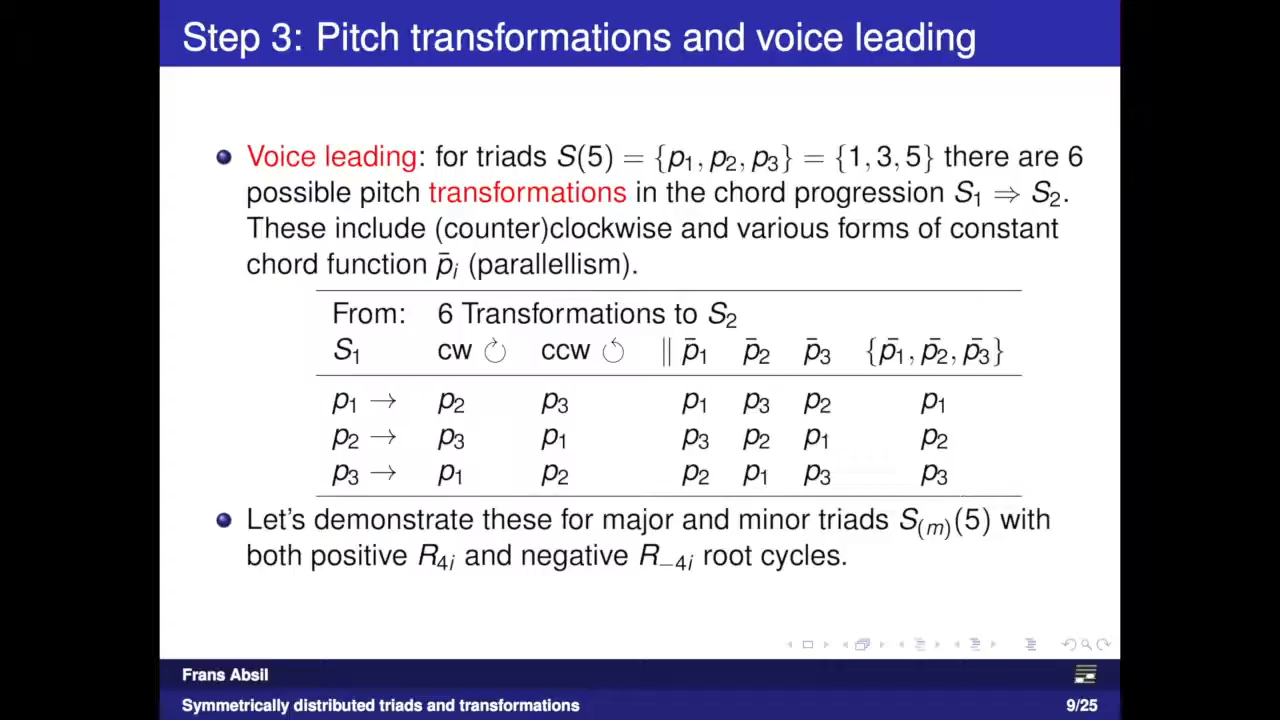 Step 3: Pitch transformations and voice leading
Voice leading: for triads S(5) = {p₁, p₂, p₃} = {1, 3, 5} there are 6
possible pitch transformations in the chord progression S₁ ⇒ S₂.
These include (counter)clockwise and various forms of constant
chord function p̄ᵢ (parallellism).
From: 6 Transformations to S₂
S₁ cw ↻ ccw ↺ ∥ p̄₁ p̄₂ p̄₃ {p̄₁, p̄₂, p̄₃}
p₁ → p₂ p₃ p₁ p₃ p₂ p₁
p₂ → p₃ p₁ p₃ p₂ p₁ p₂
p₃ → p₁ p₂ p₂ p₁ p₃ p₃
Let's demonstrate these for major and minor triads S₍ₘ₎(5) with
both positive R₄ᵢ and negative R₋₄ᵢ root cycles.
Frans Absil
Symmetrically distributed triads and transformations 9/25